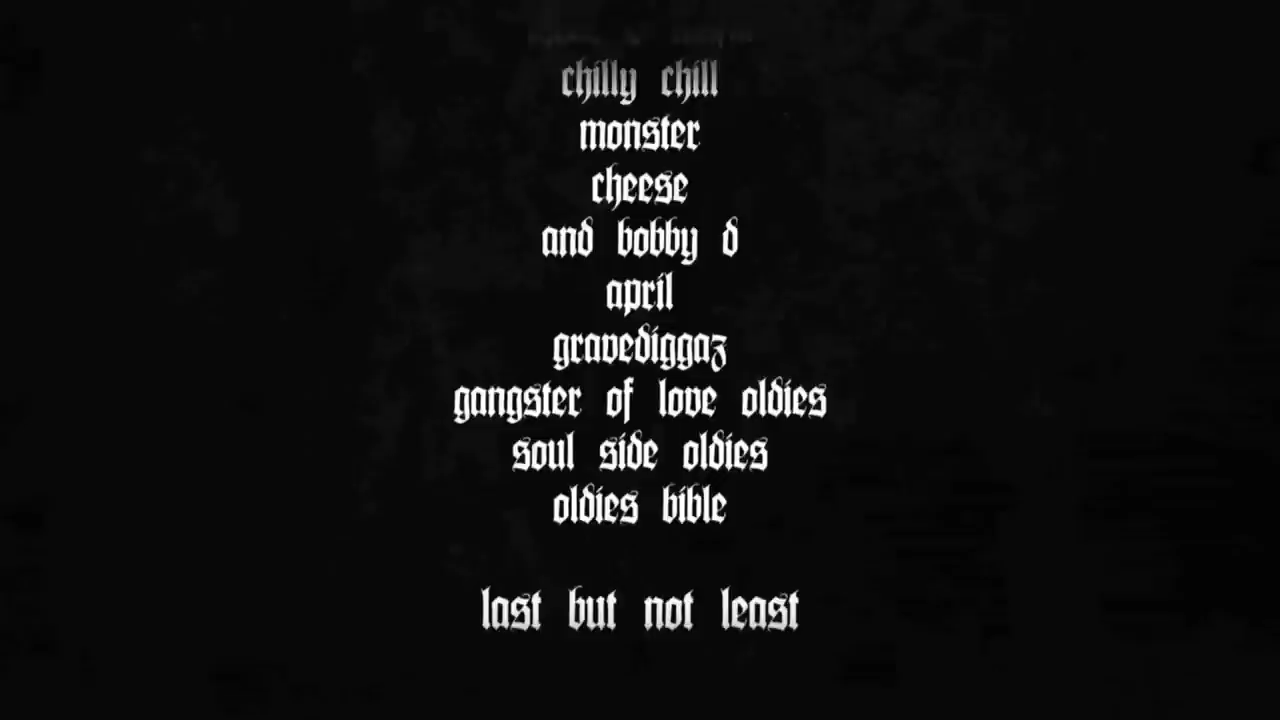 chilly chill
monster
cheese
and bobby d
april
gravediggaz
gangster of love oldies
soul side oldies
oldies bible
last but not least